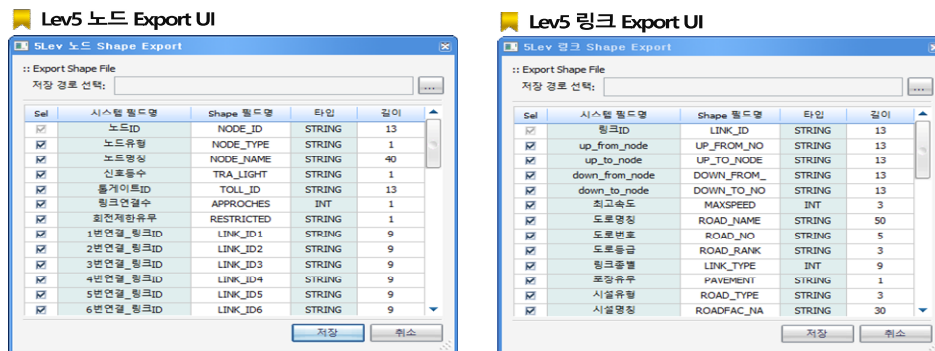 Lev5 노드 Export UI
5Lev 노드 Shape Export
:: Export Shape File
저장 경로 선택: ...
Sel 시스템 필드명 Shape 필드명 타입 길이
노드ID NODE_ID STRING 13
노드유형 NODE_TYPE STRING 1
노드명칭 NODE_NAME STRING 40
신호등수 TRA_LIGHT STRING 1
톨게이트ID TOLL_ID STRING 13
링크연결수 APPROCHES INT 1
회전제한유무 RESTRICTED STRING 1
1번연결_링크ID LINK_ID1 STRING 9
2번연결_링크ID LINK_ID2 STRING 9
3번연결_링크ID LINK_ID3 STRING 9
4번연결_링크ID LINK_ID4 STRING 9
5번연결_링크ID LINK_ID5 STRING 9
6번연결_링크ID LINK_ID6 STRING 9
저장 취소
Lev5 링크 Export UI
5Lev 링크 Shape Export
:: Export Shape File
저장 경로 선택: ...
Sel 시스템 필드명 Shape 필드명 타입 길이
링크ID LINK_ID STRING 13
up_from_node UP_FROM_NO STRING 13
up_to_node UP_TO_NODE STRING 13
down_from_node DOWN_FROM_ STRING 13
down_to_node DOWN_TO_NO STRING 13
최고속도 MAXSPEED INT 3
도로명칭 ROAD_NAME STRING 50
도로번호 ROAD_NO STRING 5
도로등급 ROAD_RANK STRING 3
링크종별 LINK_TYPE INT 9
포장유무 PAVEMENT STRING 1
시설유형 ROAD_TYPE STRING 3
시설명칭 ROADFAC_NA STRING 30
저장 취소